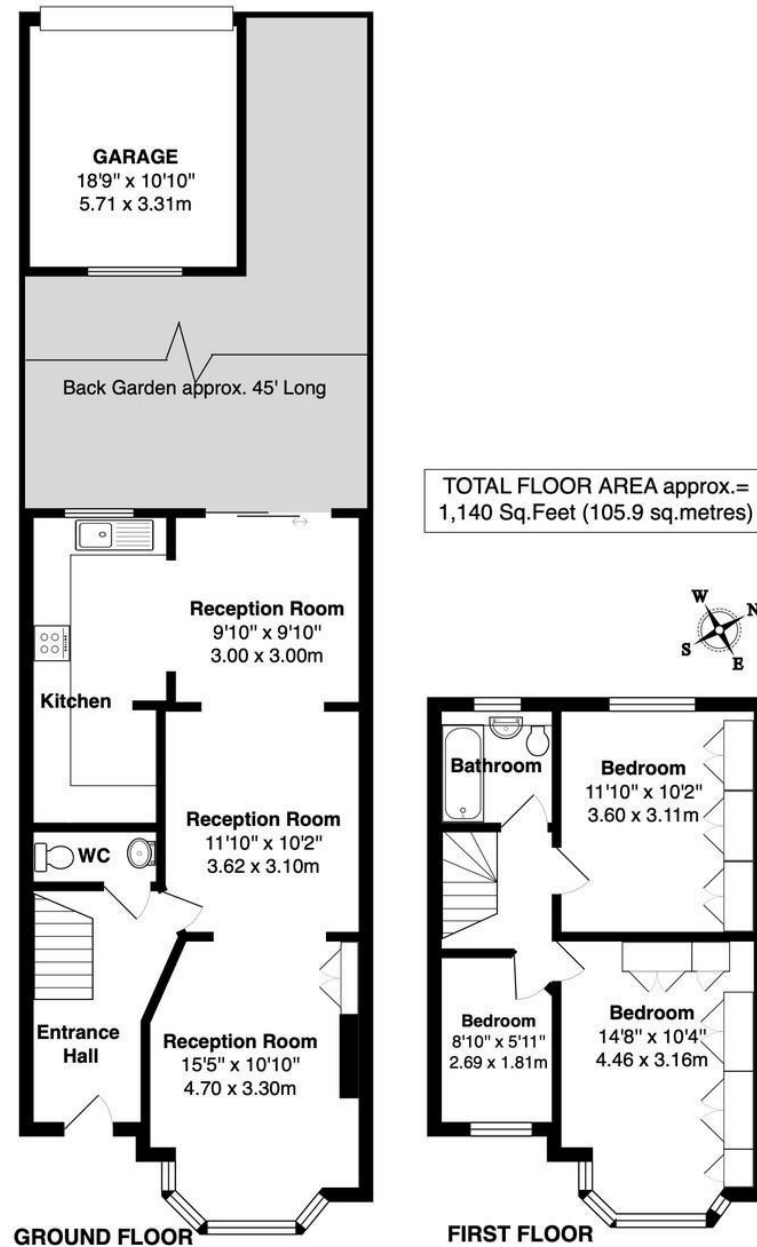 GARAGE
18'9" x 10'10"
5.71 x 3.31m
Back Garden approx. 45' Long
TOTAL FLOOR AREA approx.=
1,140 Sq.Feet (105.9 sq.metres)
Reception Room
9'10" x 9'10"
3.00 x 3.00m
Kitchen
Reception Room
11'10" x 10'2"
3.62 x 3.10m
WC
Entrance
Hall
Reception Room
15'5" x 10'10"
4.70 x 3.30m
GROUND FLOOR
W
N
S
E
Bathroom
Bedroom
11'10" x 10'2"
3.60 x 3.11m
Bedroom
8'10" x 5'11"
2.69 x 1.81m
Bedroom
14'8" x 10'4"
4.46 x 3.16m
FIRST FLOOR